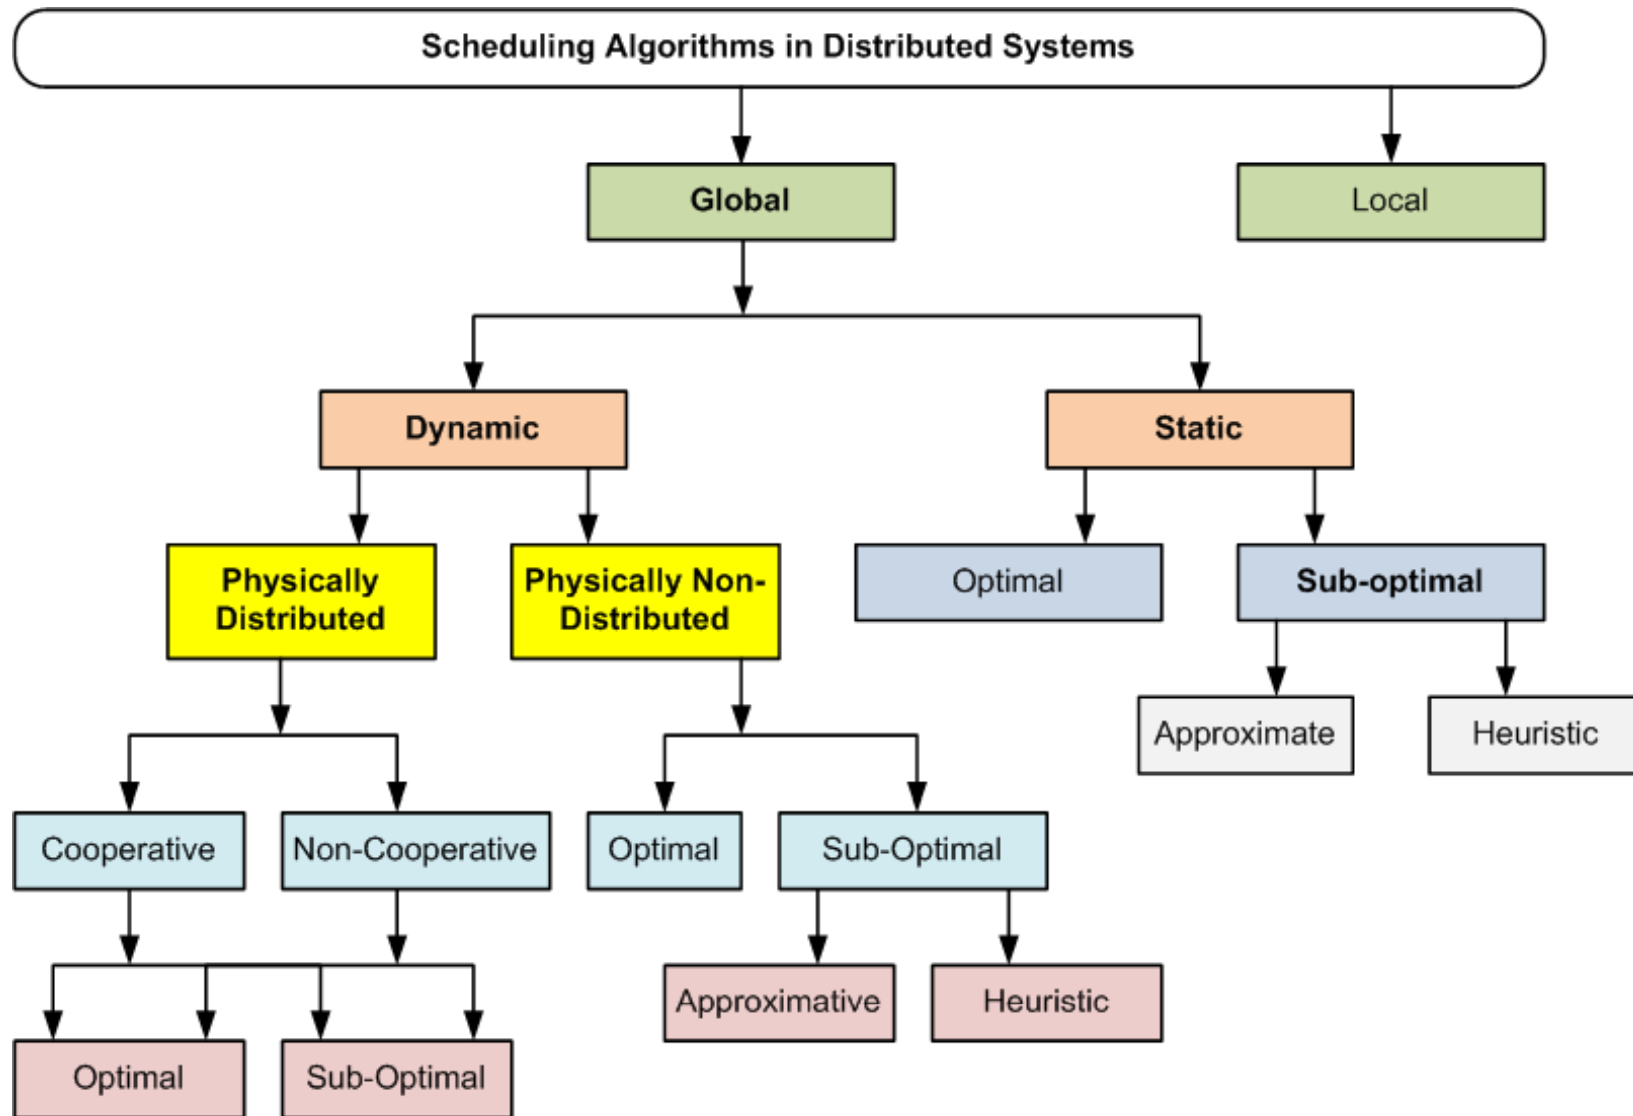 Scheduling Algorithms in Distributed Systems
Global
Local
Dynamic
Static
Physically
Distributed
Physically Non-
Distributed
Optimal
Sub-optimal
Approximate
Heuristic
Cooperative
Non-Cooperative
Optimal
Sub-Optimal
Approximative
Heuristic
Optimal
Sub-Optimal